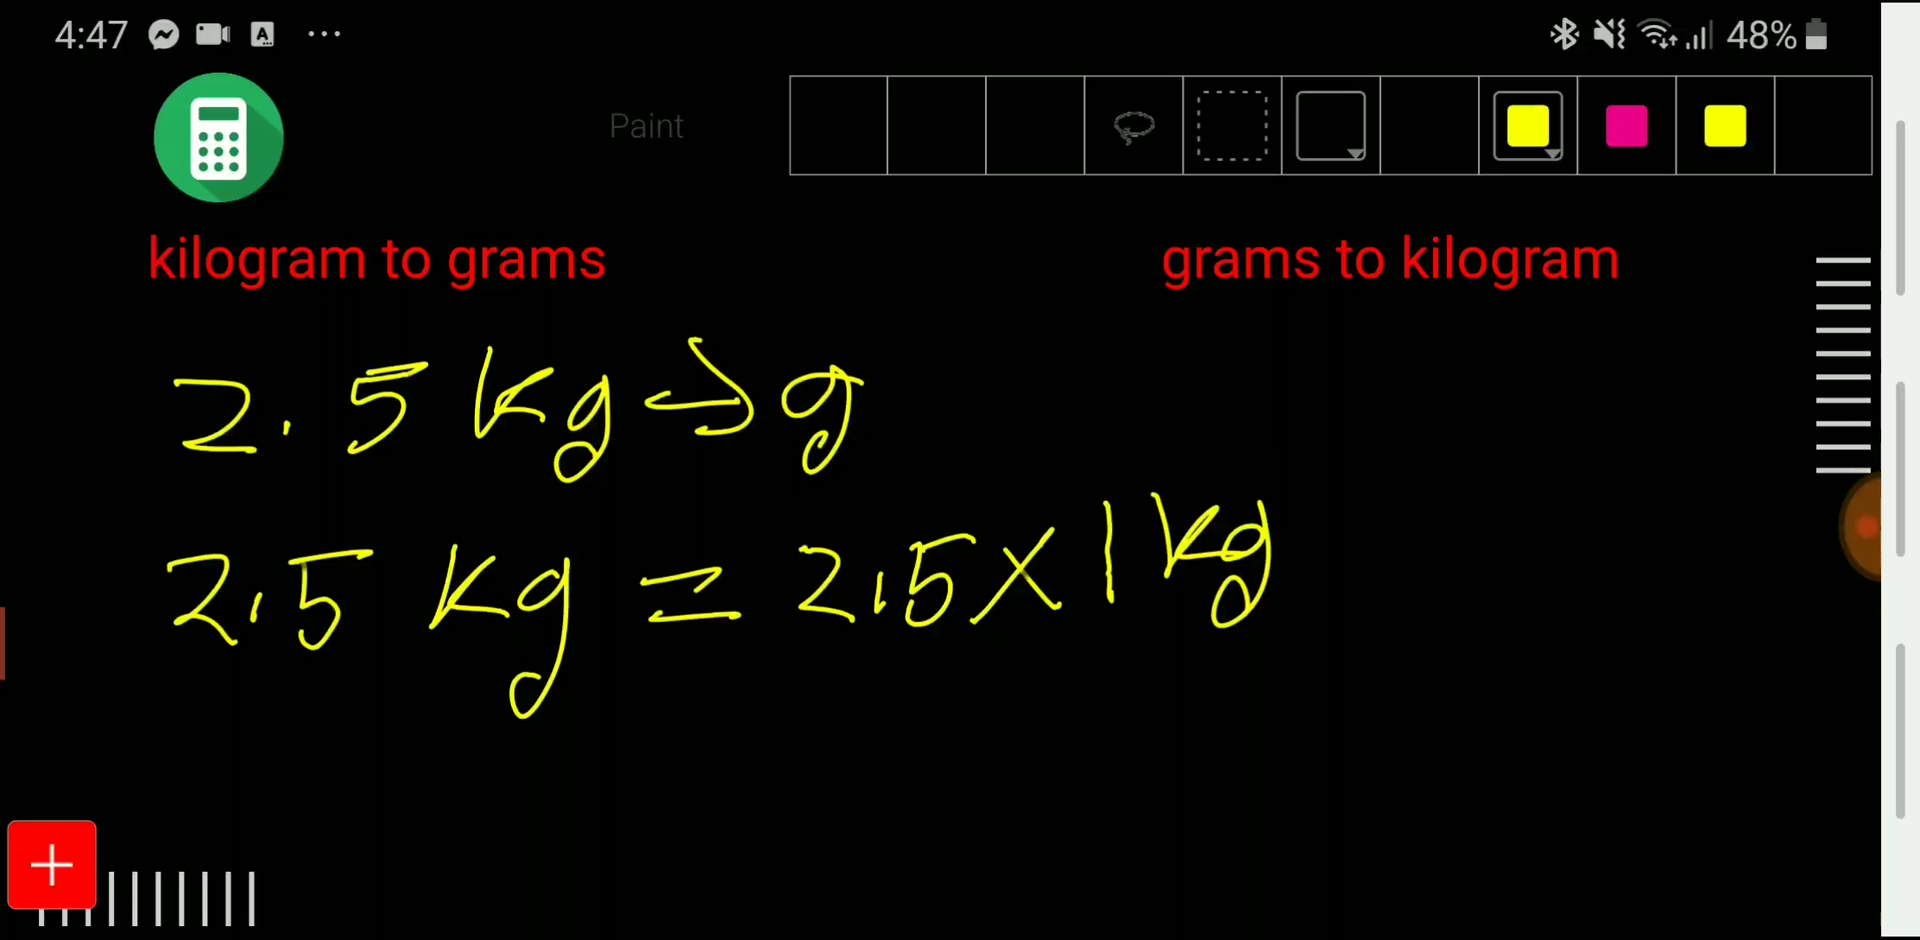 4:47 A ... 48%
Paint
kilogram to grams
grams to kilogram
2.5 kg → g
2.5 kg = 2.5 × 1 kg